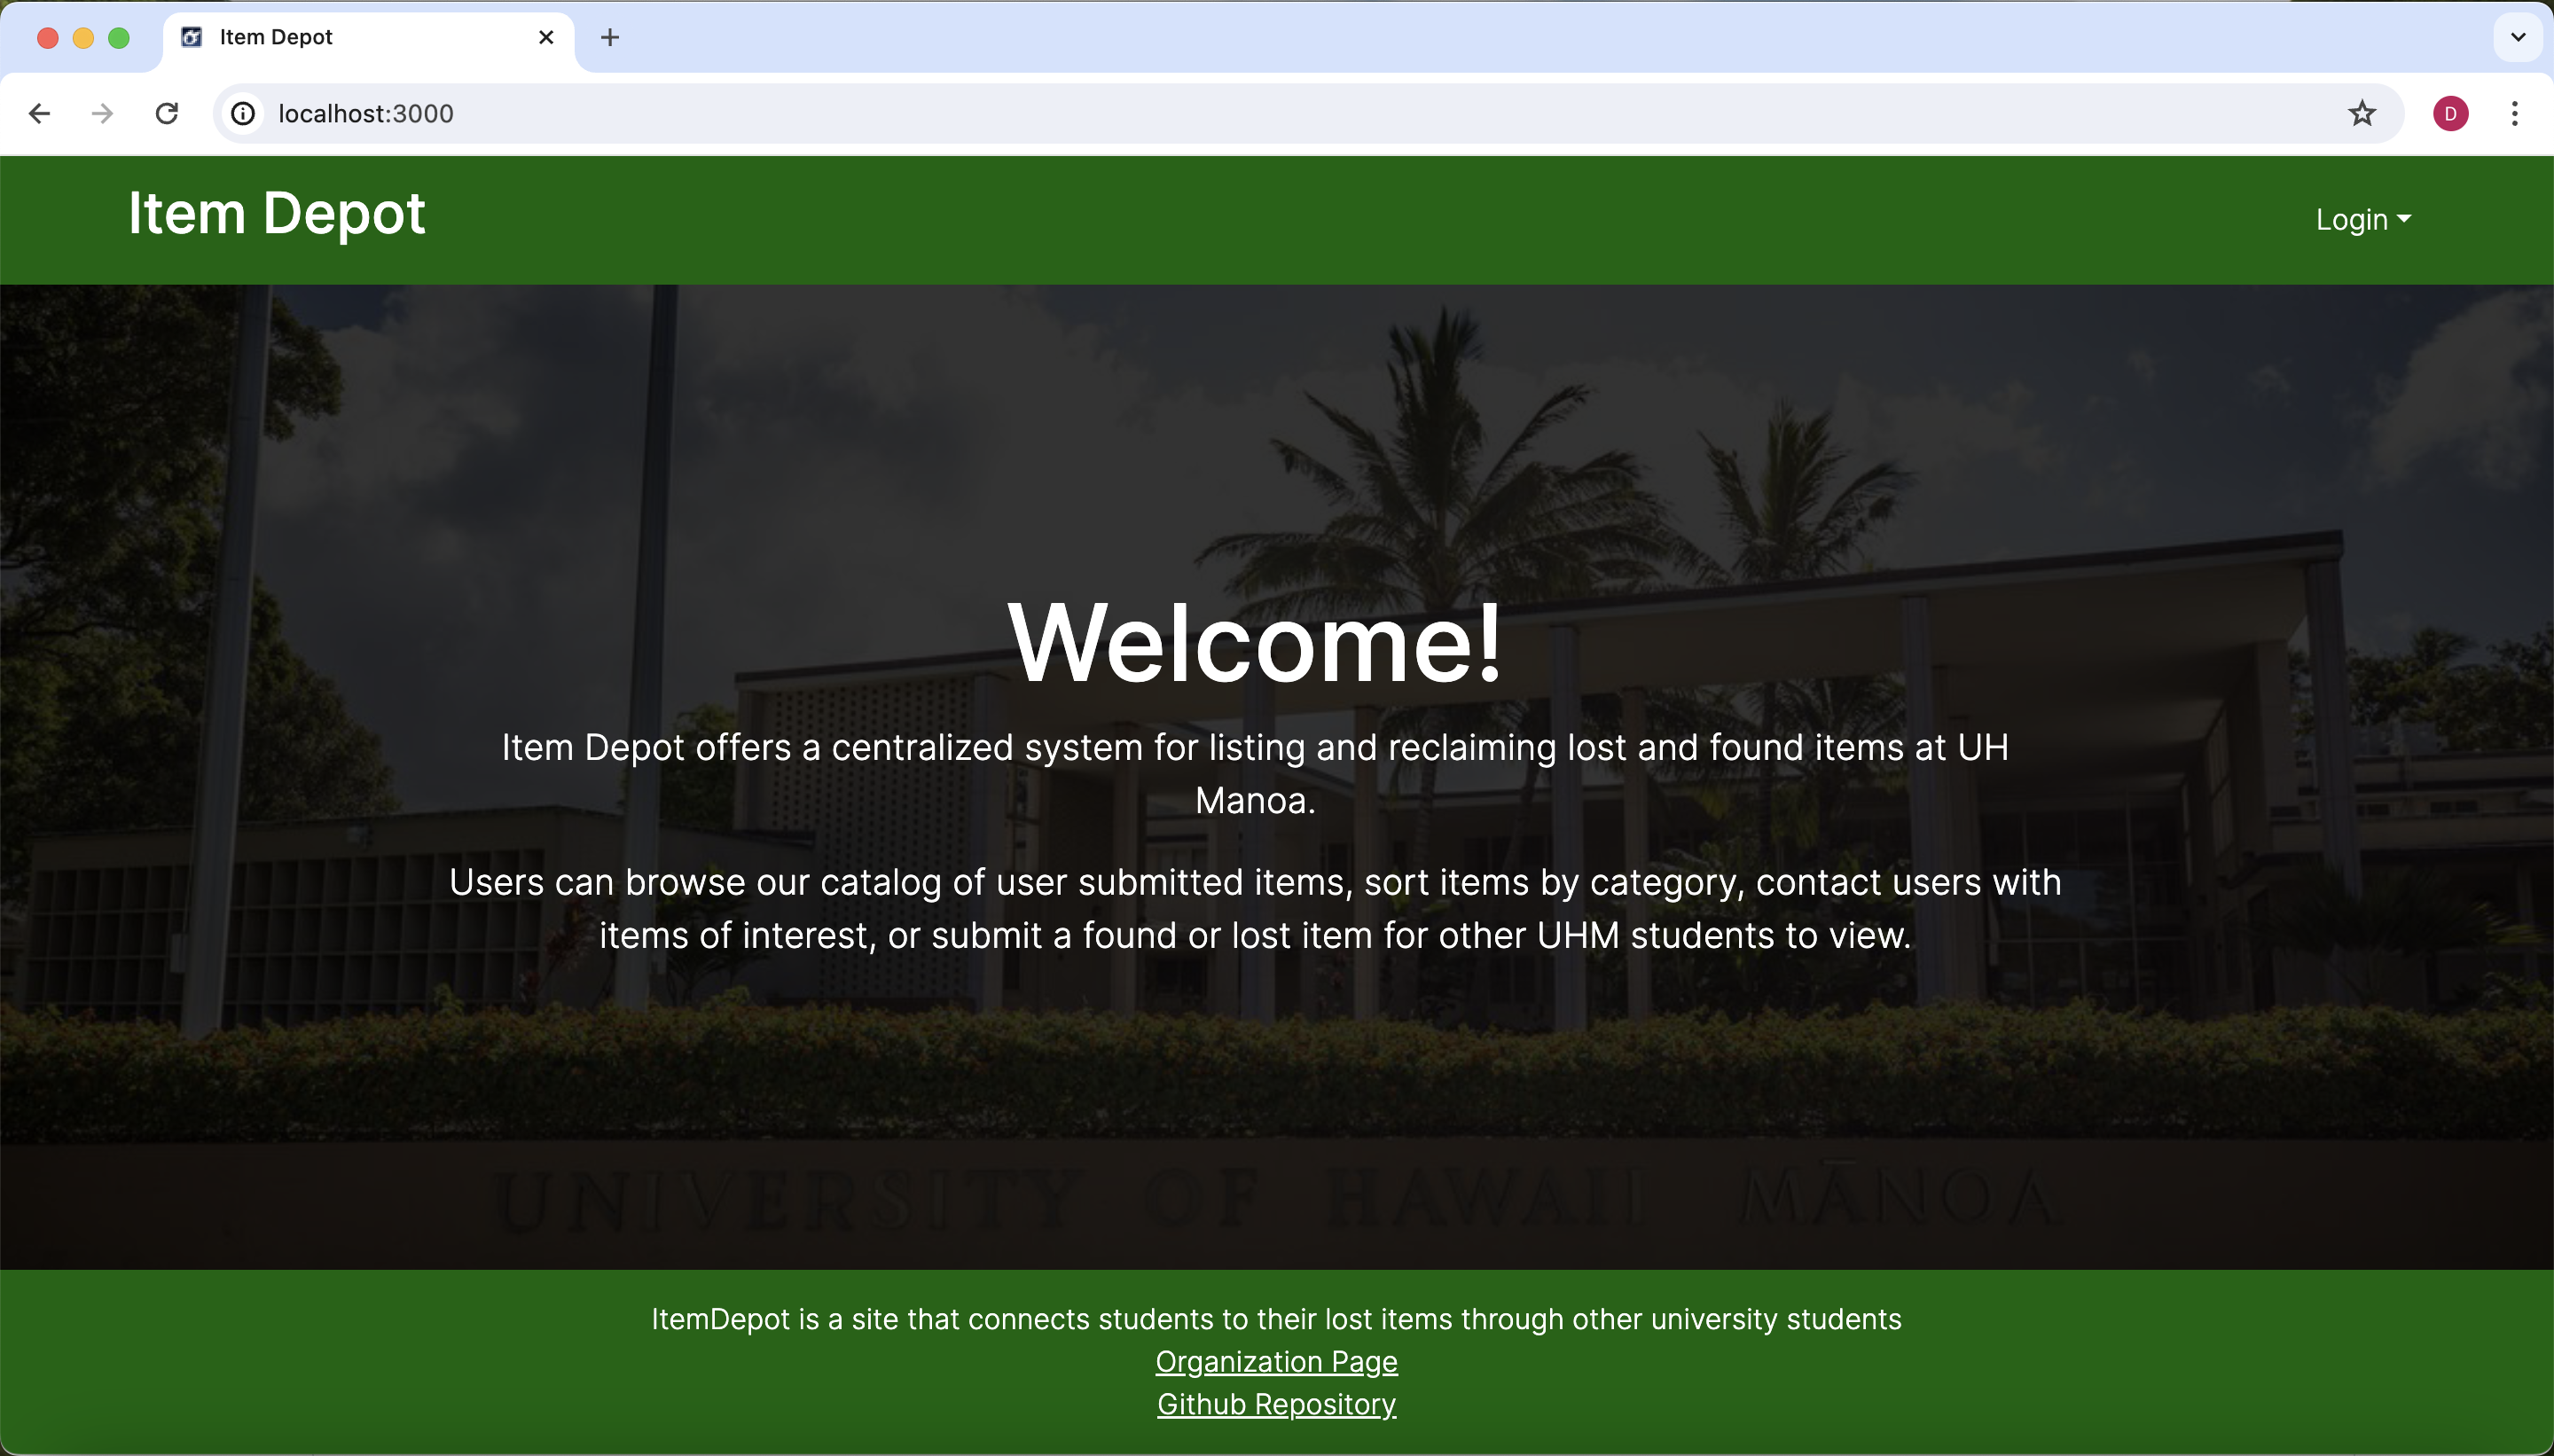 Item Depot
localhost:3000
D
Item Depot
Login
Welcome!
Item Depot offers a centralized system for listing and reclaiming lost and found items at UH
Manoa.
Users can browse our catalog of user submitted items, sort items by category, contact users with
items of interest, or submit a found or lost item for other UHM students to view.
UNIVERSITY OF HAWAII MĀNOA
ItemDepot is a site that connects students to their lost items through other university students
Organization Page
Github Repository